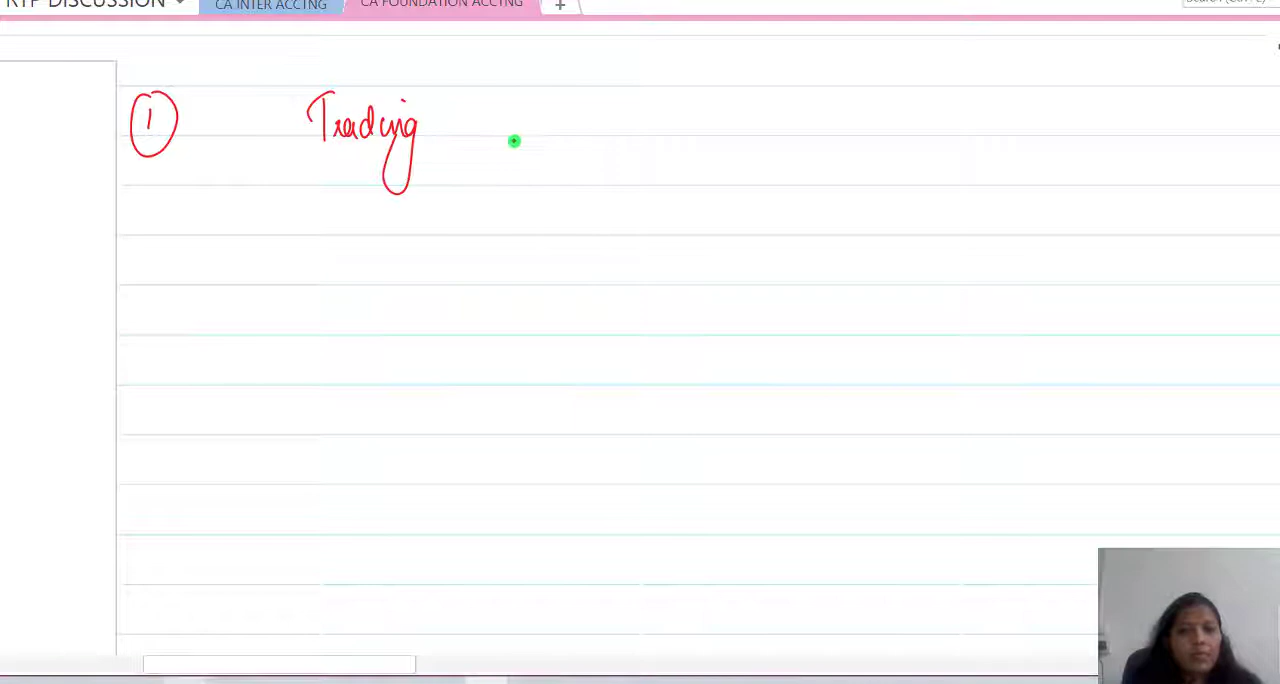 RTP DISCUSSION CA INTER ACCTNG CA FOUNDATION ACCTNG +
1 Trading